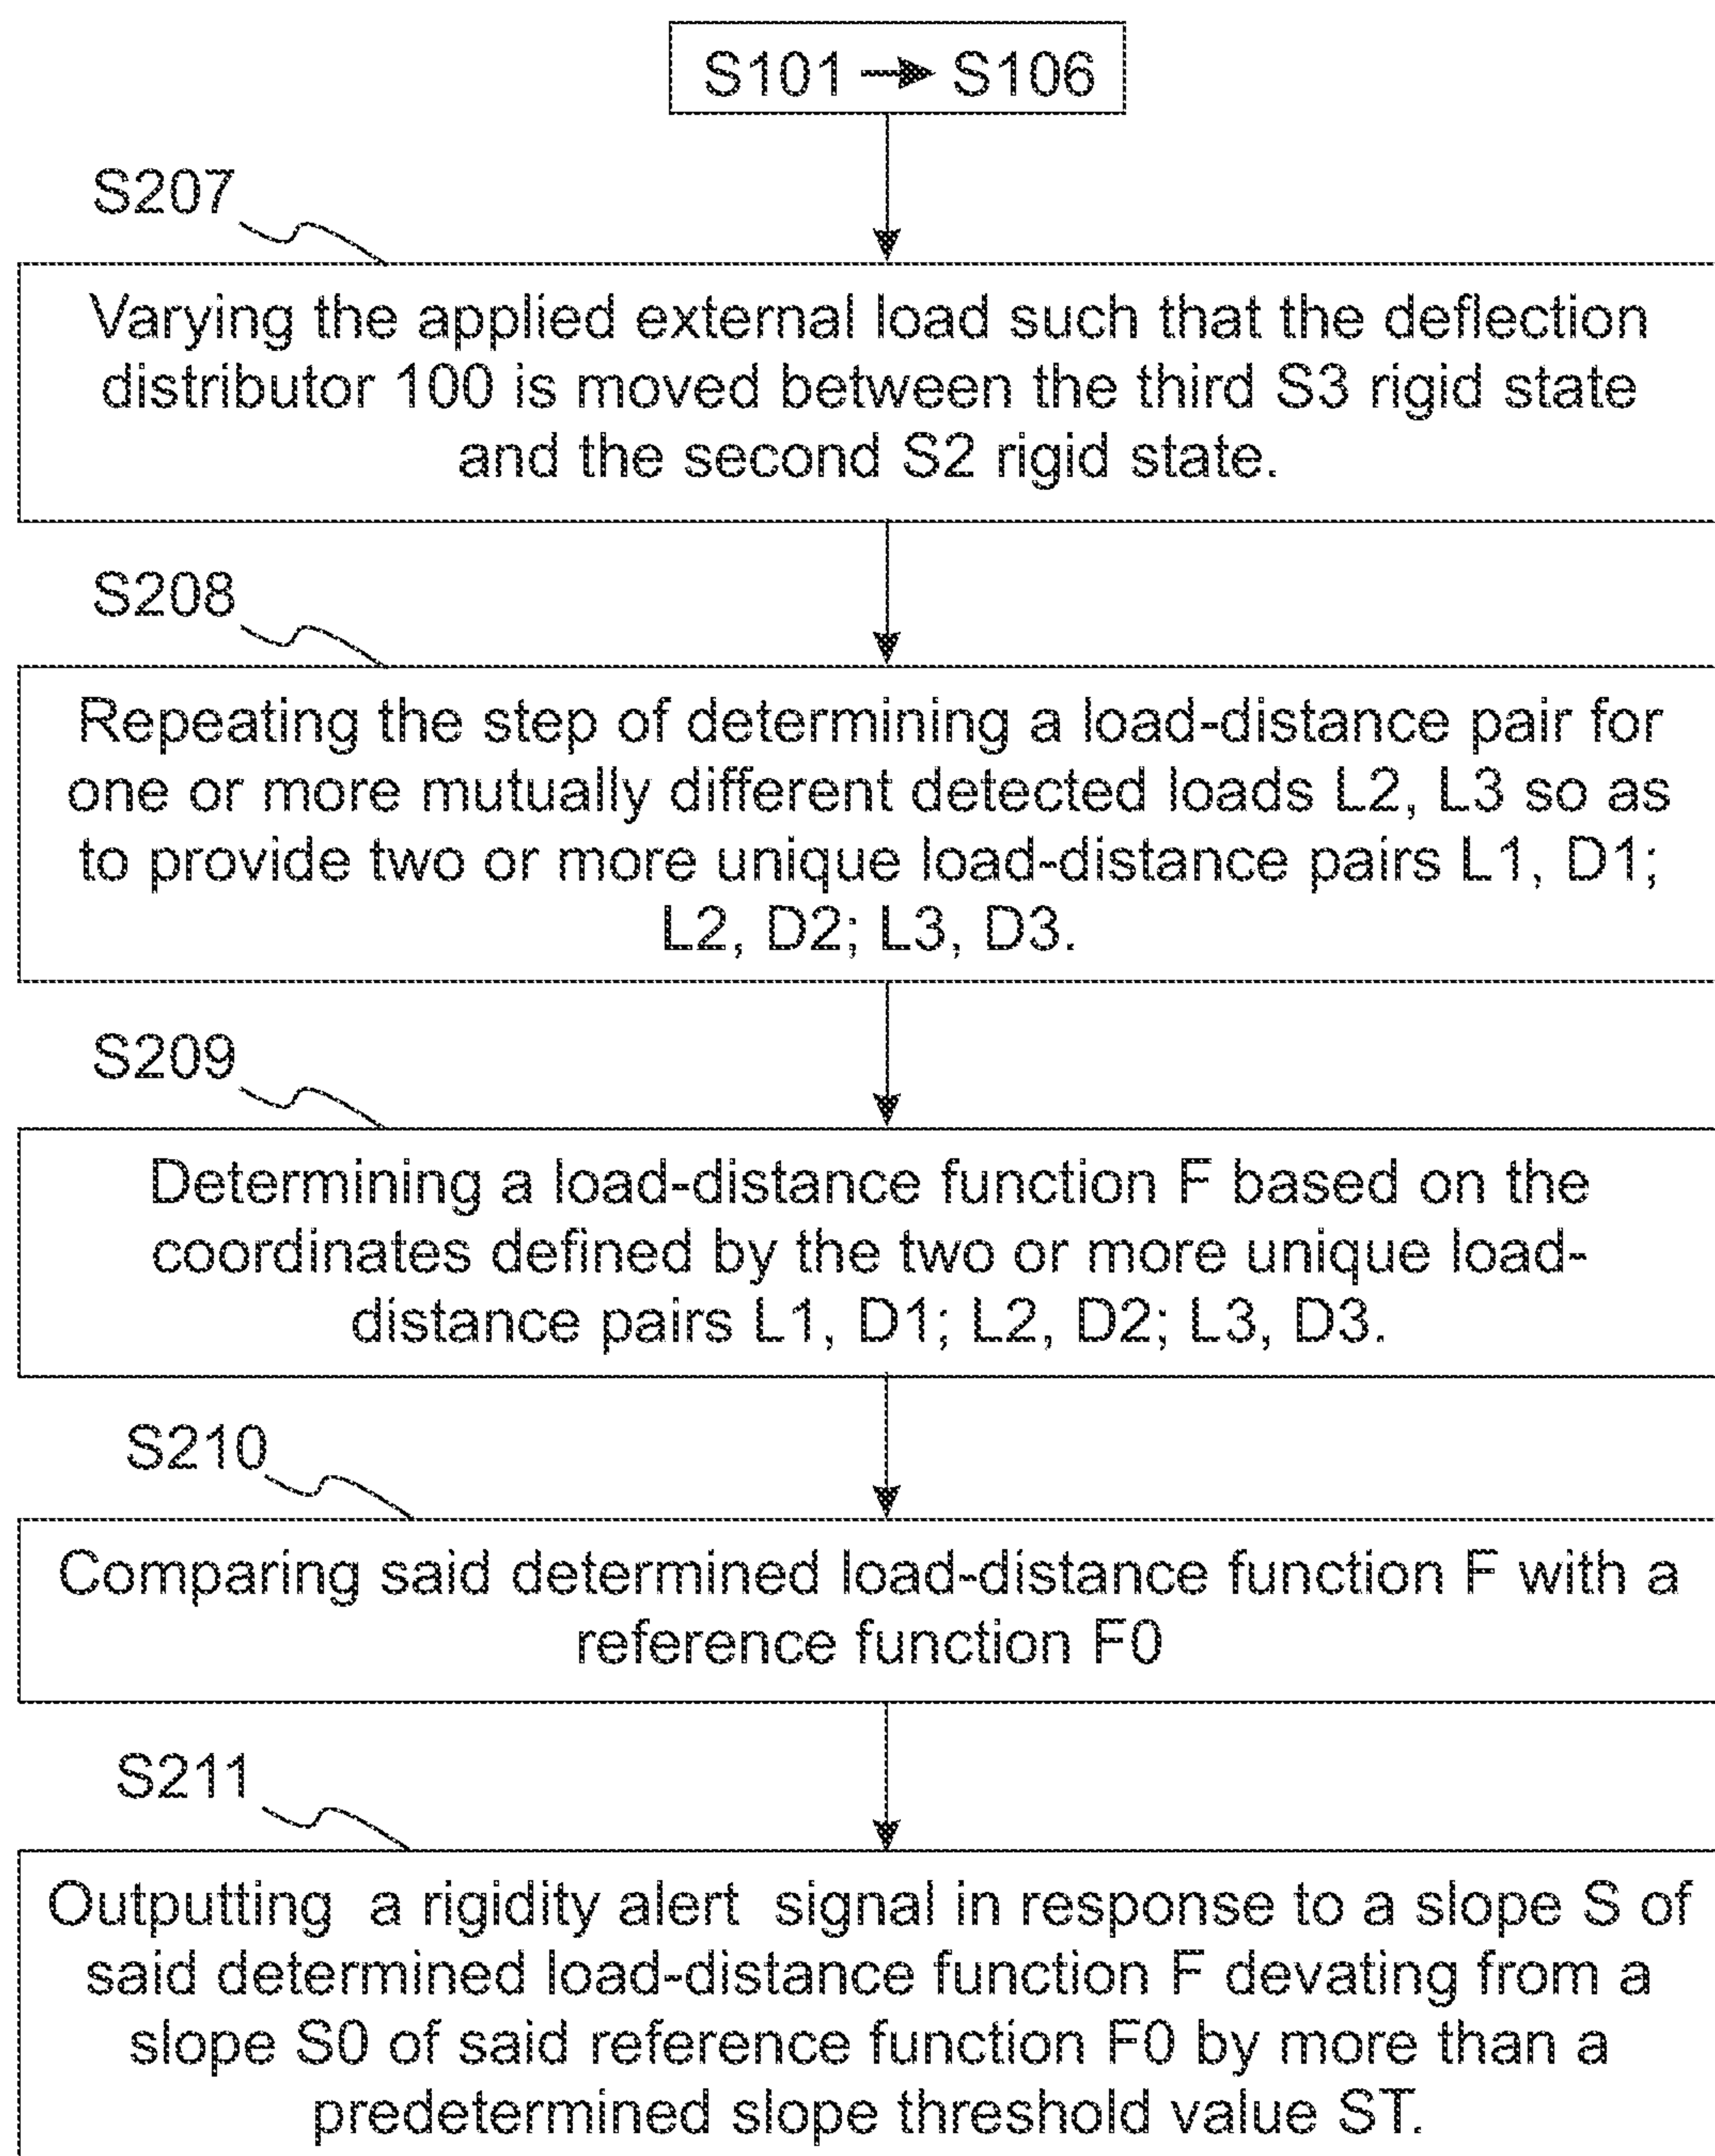 S101 → S106
S207
Varying the applied external load such that the deflection
distributor 100 is moved between the third S3 rigid state
and the second S2 rigid state.
S208
Repeating the step of determining a load-distance pair for
one or more mutually different detected loads L2, L3 so as
to provide two or more unique load-distance pairs L1, D1;
L2, D2; L3, D3.
S209
Determining a load-distance function F based on the
coordinates defined by the two or more unique load-
distance pairs L1, D1; L2, D2; L3, D3.
S210
Comparing said determined load-distance function F with a
reference function F0
S211
Outputting a rigidity alert signal in response to a slope S of
said determined load-distance function F devating from a
slope S0 of said reference function F0 by more than a
predetermined slope threshold value ST.